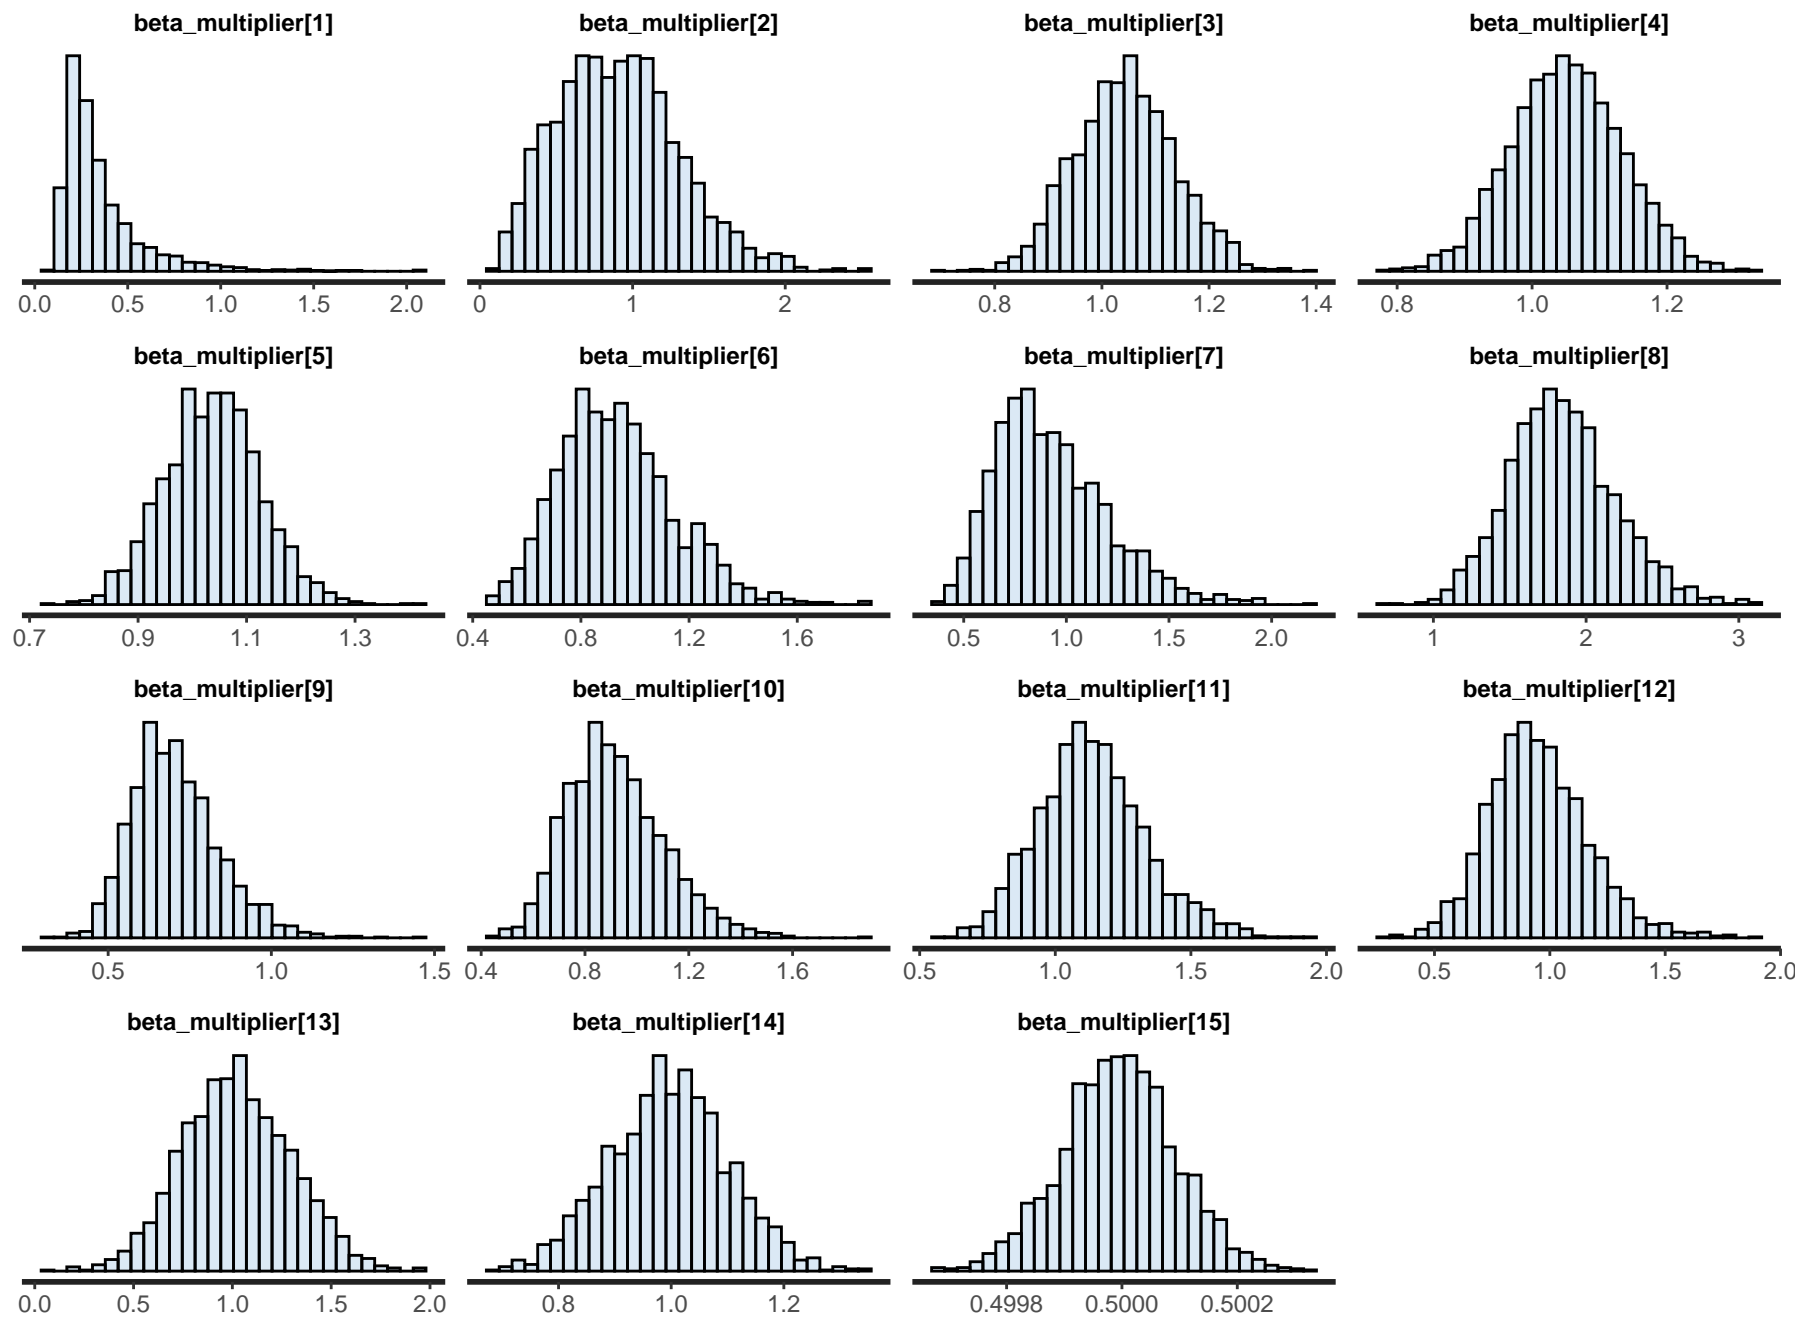 beta_multiplier[1] beta_multiplier[2] beta_multiplier[3] beta_multiplier[4]
0.0 0.5 1.0 1.5 2.0 0 1 2 0.8 1.0 1.2 1.4 0.8 1.0 1.2
beta_multiplier[5] beta_multiplier[6] beta_multiplier[7] beta_multiplier[8]
0.7 0.9 1.1 1.3 0.4 0.8 1.2 1.6 0.5 1.0 1.5 2.0 1 2 3
beta_multiplier[9] beta_multiplier[10] beta_multiplier[11] beta_multiplier[12]
0.5 1.0 1.5 0.4 0.8 1.2 1.6 0.5 1.0 1.5 2.0 0.5 1.0 1.5 2.0
beta_multiplier[13] beta_multiplier[14] beta_multiplier[15]
0.0 0.5 1.0 1.5 2.0 0.8 1.0 1.2 0.4998 0.5000 0.5002